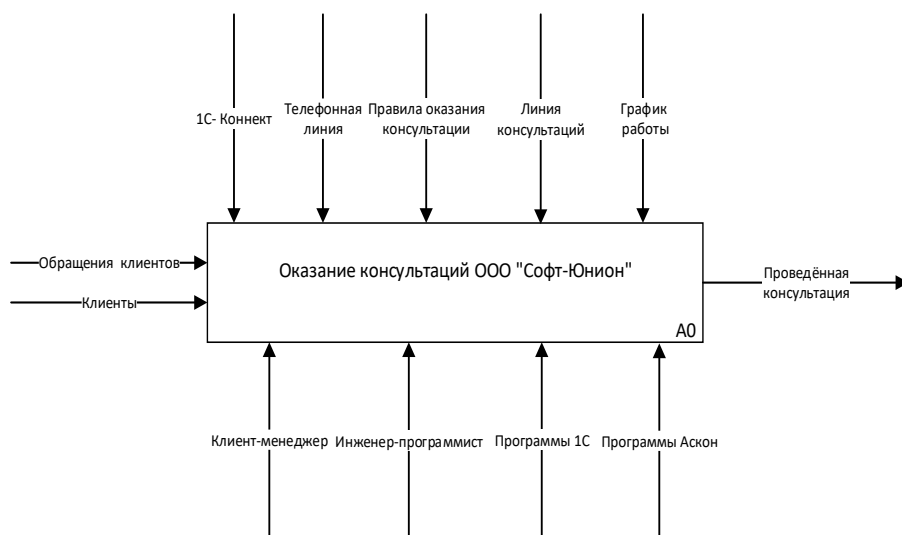 1С- Коннект
Телефонная
линия
Правила оказания
консультации
Линия
консультаций
График
работы
Обращения клиентов
Клиенты
Оказание консультаций ООО "Софт-Юнион"
А0
Проведённая
консультация
Клиент-менеджер
Инженер-программист
Программы 1С
Программы Аскон